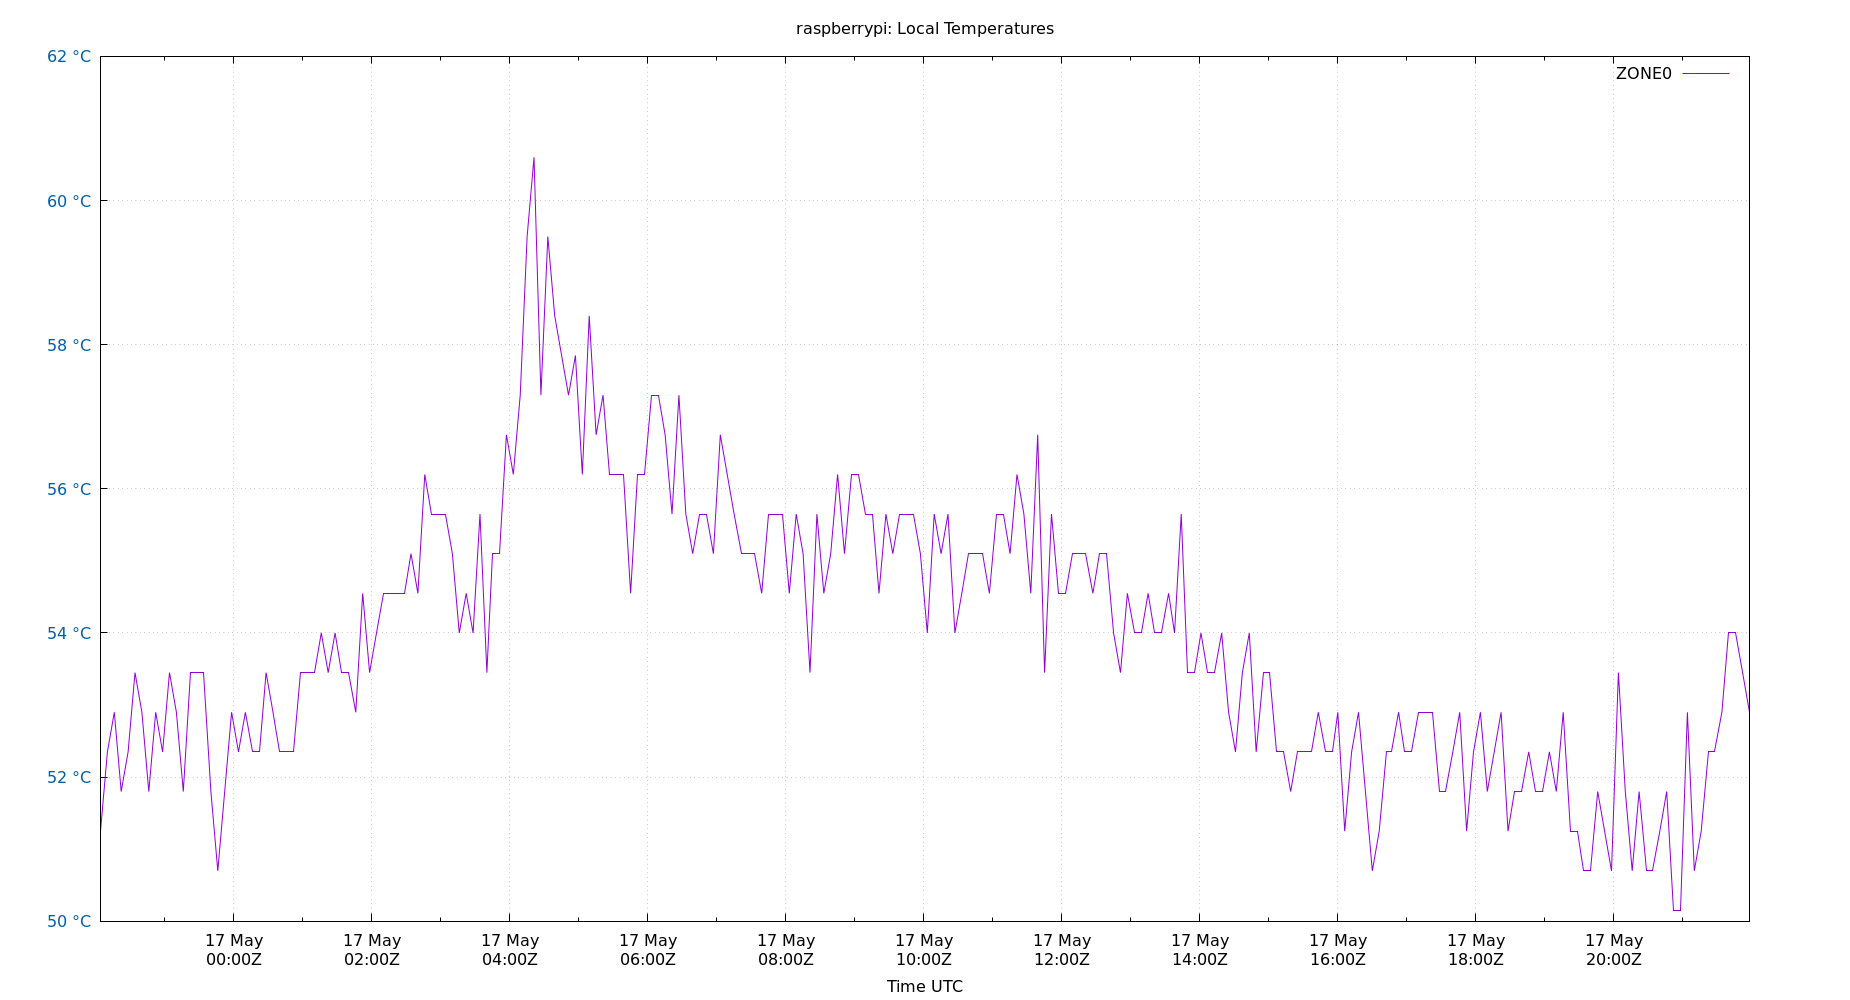 raspberrypi: Local Temperatures
62 °C
ZONE0
60 °C
58 °C
56 °C
54 °C
52 °C
50 °C
17 May 17 May 17 May 17 May 17 May 17 May 17 May 17 May 17 May 17 May 17 May
00:00Z 02:00Z 04:00Z 06:00Z 08:00Z 10:00Z 12:00Z 14:00Z 16:00Z 18:00Z 20:00Z
Time UTC